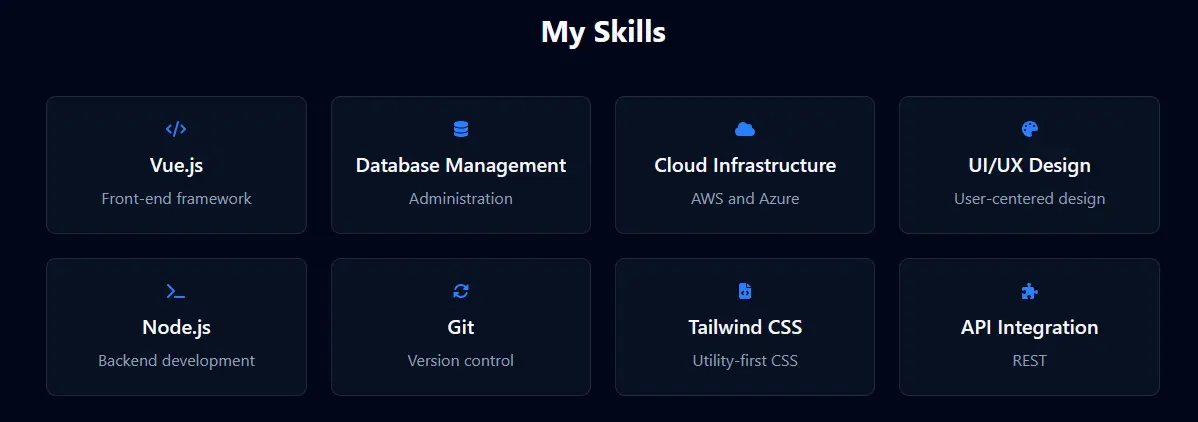 My Skills
Vue.js
Front-end framework
Database Management
Administration
Cloud Infrastructure
AWS and Azure
UI/UX Design
User-centered design
Node.js
Backend development
Git
Version control
Tailwind CSS
Utility-first CSS
API Integration
REST